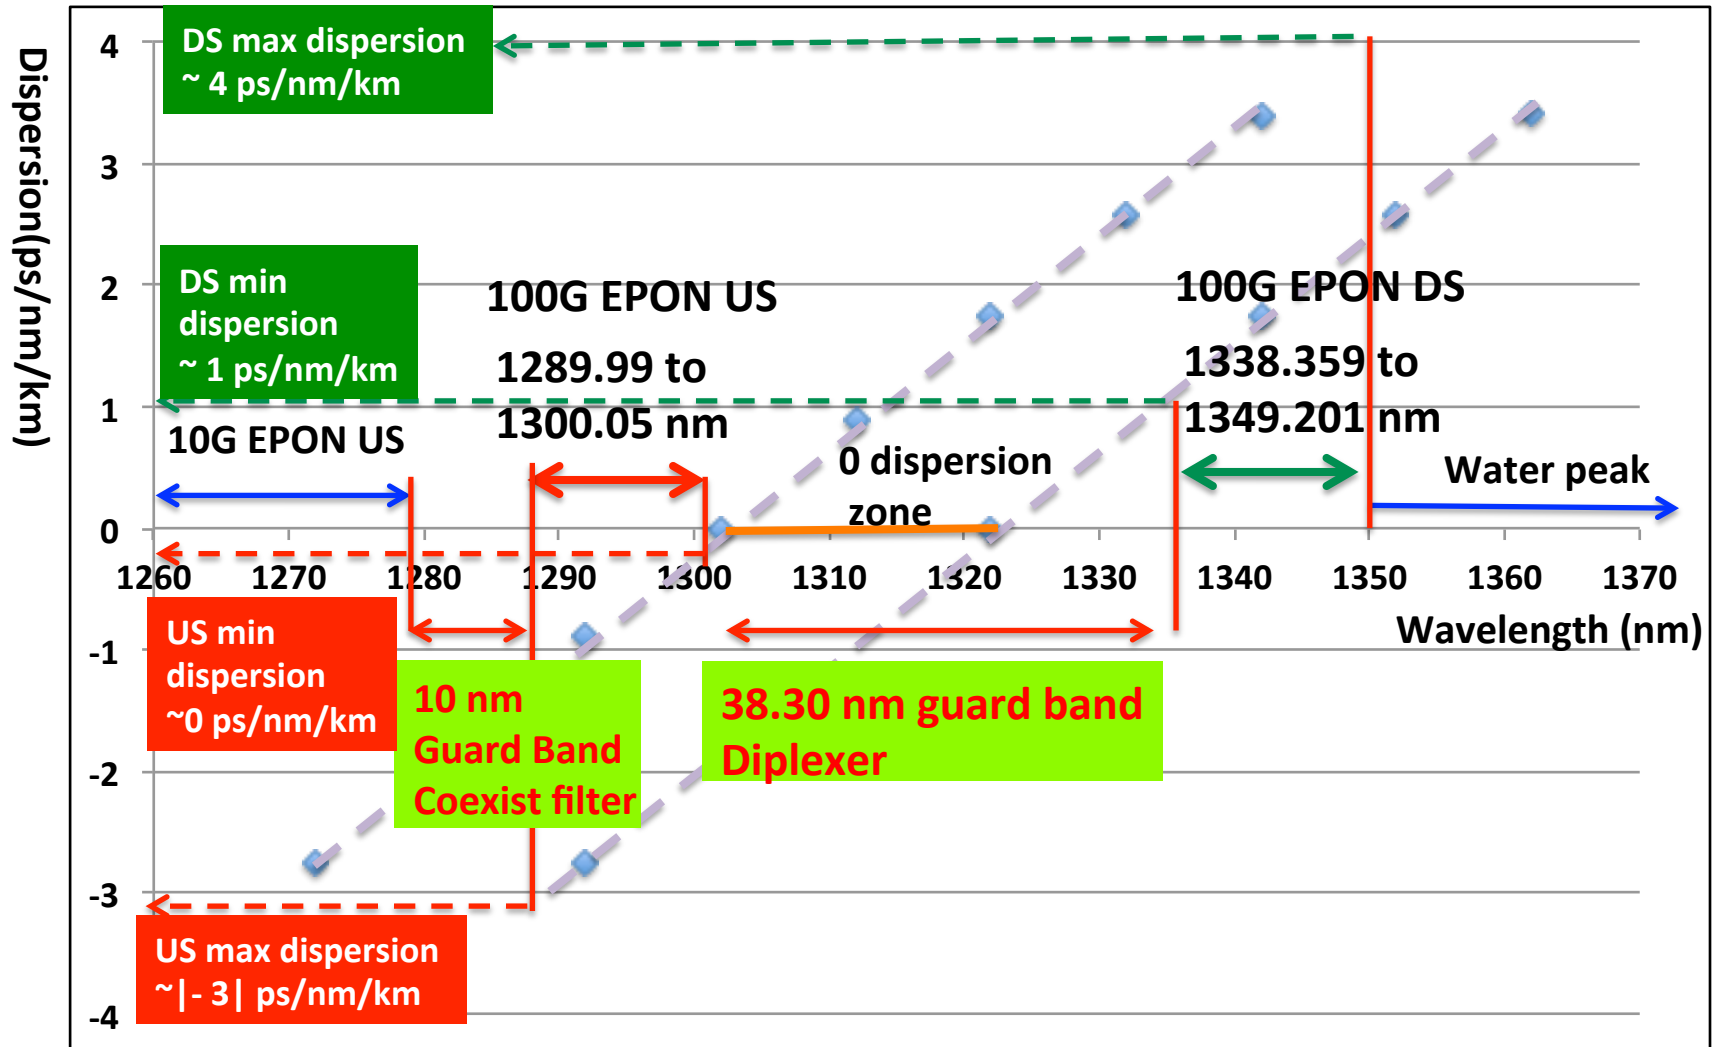 Dispersion(ps/nm/km)
4
3
2
1
0
-1
-2
-3
-4
DS max dispersion
~ 4 ps/nm/km
DS min
dispersion
~ 1 ps/nm/km
100G EPON US
1289.99 to
1300.05 nm
100G EPON DS
1338.359 to
1349.201 nm
10G EPON US
0 dispersion
zone
Water peak
1260 1270 1280 1290 1300 1310 1320 1330 1340 1350 1360 1370
Wavelength (nm)
US min
dispersion
~0 ps/nm/km
10 nm
Guard Band
Coexist filter
38.30 nm guard band
Diplexer
US max dispersion
~|- 3| ps/nm/km